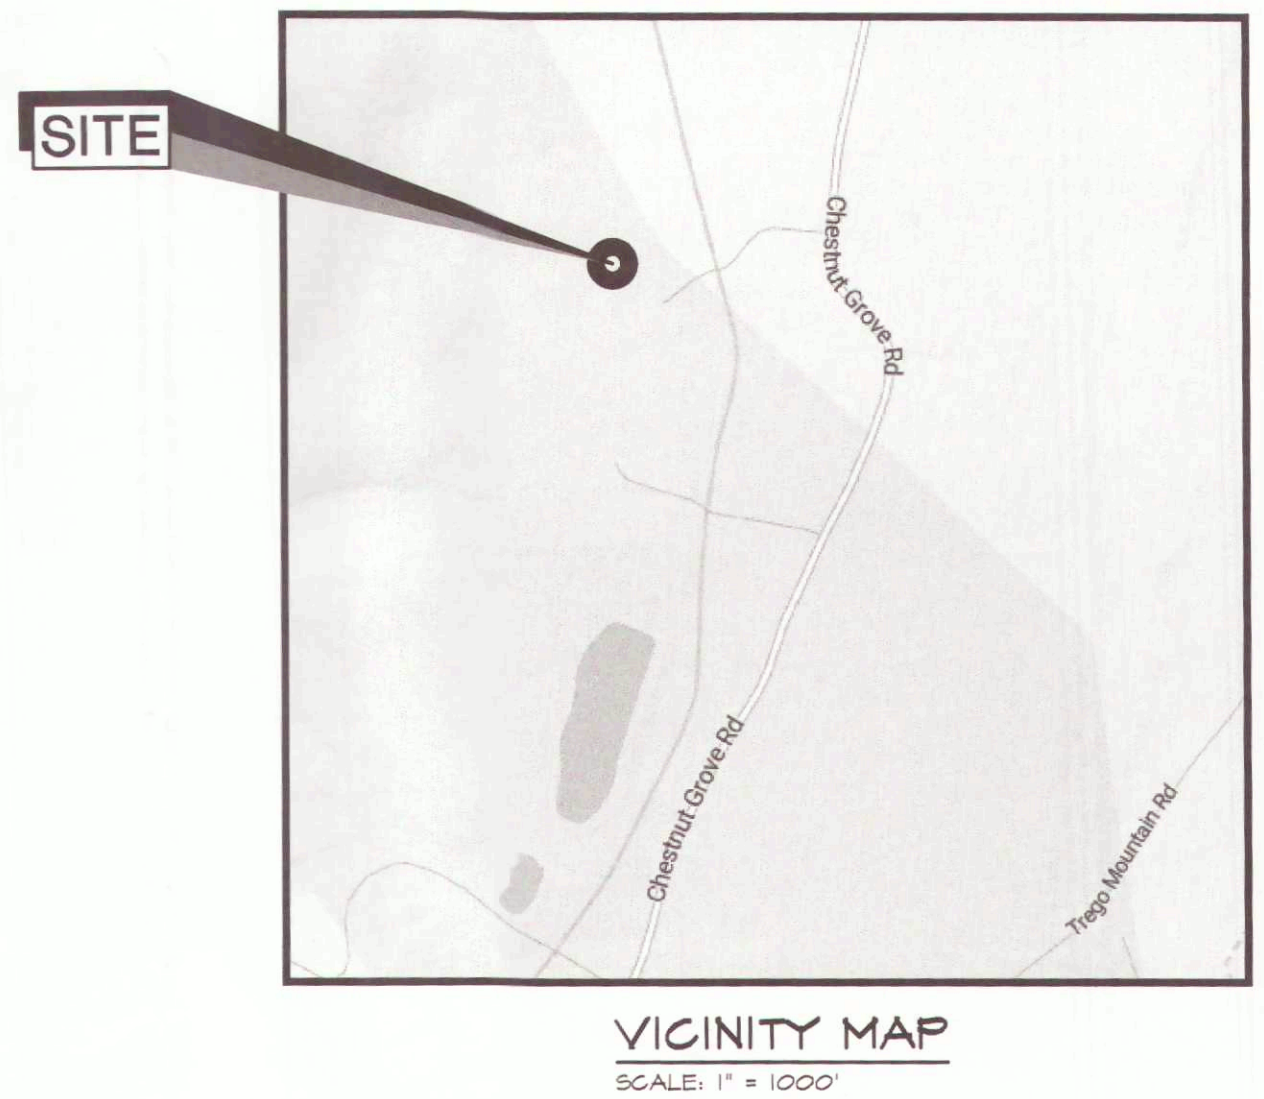 SITE
Chestnut Grove Rd
Chestnut Grove Rd
Trego Mountain Rd
VICINITY MAP
SCALE: 1" = 1000'